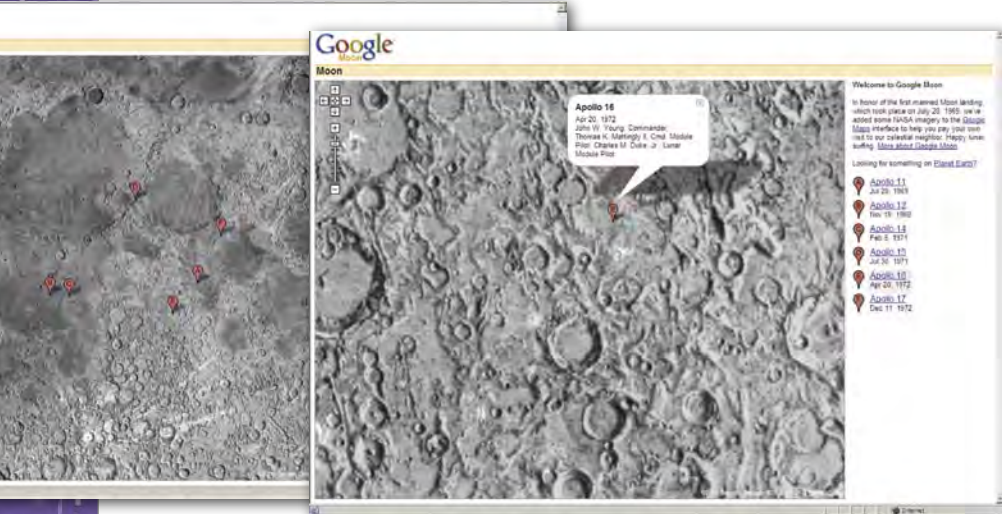 Google
Moon
Moon
Apollo 16
Apr 20, 1972
John W. Young, Commander,
Thomas K. Mattingly II, Cmd. Module
Pilot, Charles M. Duke, Jr., Lunar
Module Pilot
Welcome to Google Moon
In honor of the first manned Moon landing,
which took place on July 20, 1969, we've
added some NASA imagery to the Google
Maps interface to help you pay your own
visit to our celestial neighbor. Happy lunar
surfing. More about Google Moon.
Looking for something on Planet Earth?
A Apollo 11
Jul 20, 1969
B Apollo 12
Nov 19, 1969
C Apollo 14
Feb 5, 1971
D Apollo 15
Jul 30, 1971
E Apollo 16
Apr 20, 1972
F Apollo 17
Dec 11, 1972
Internet